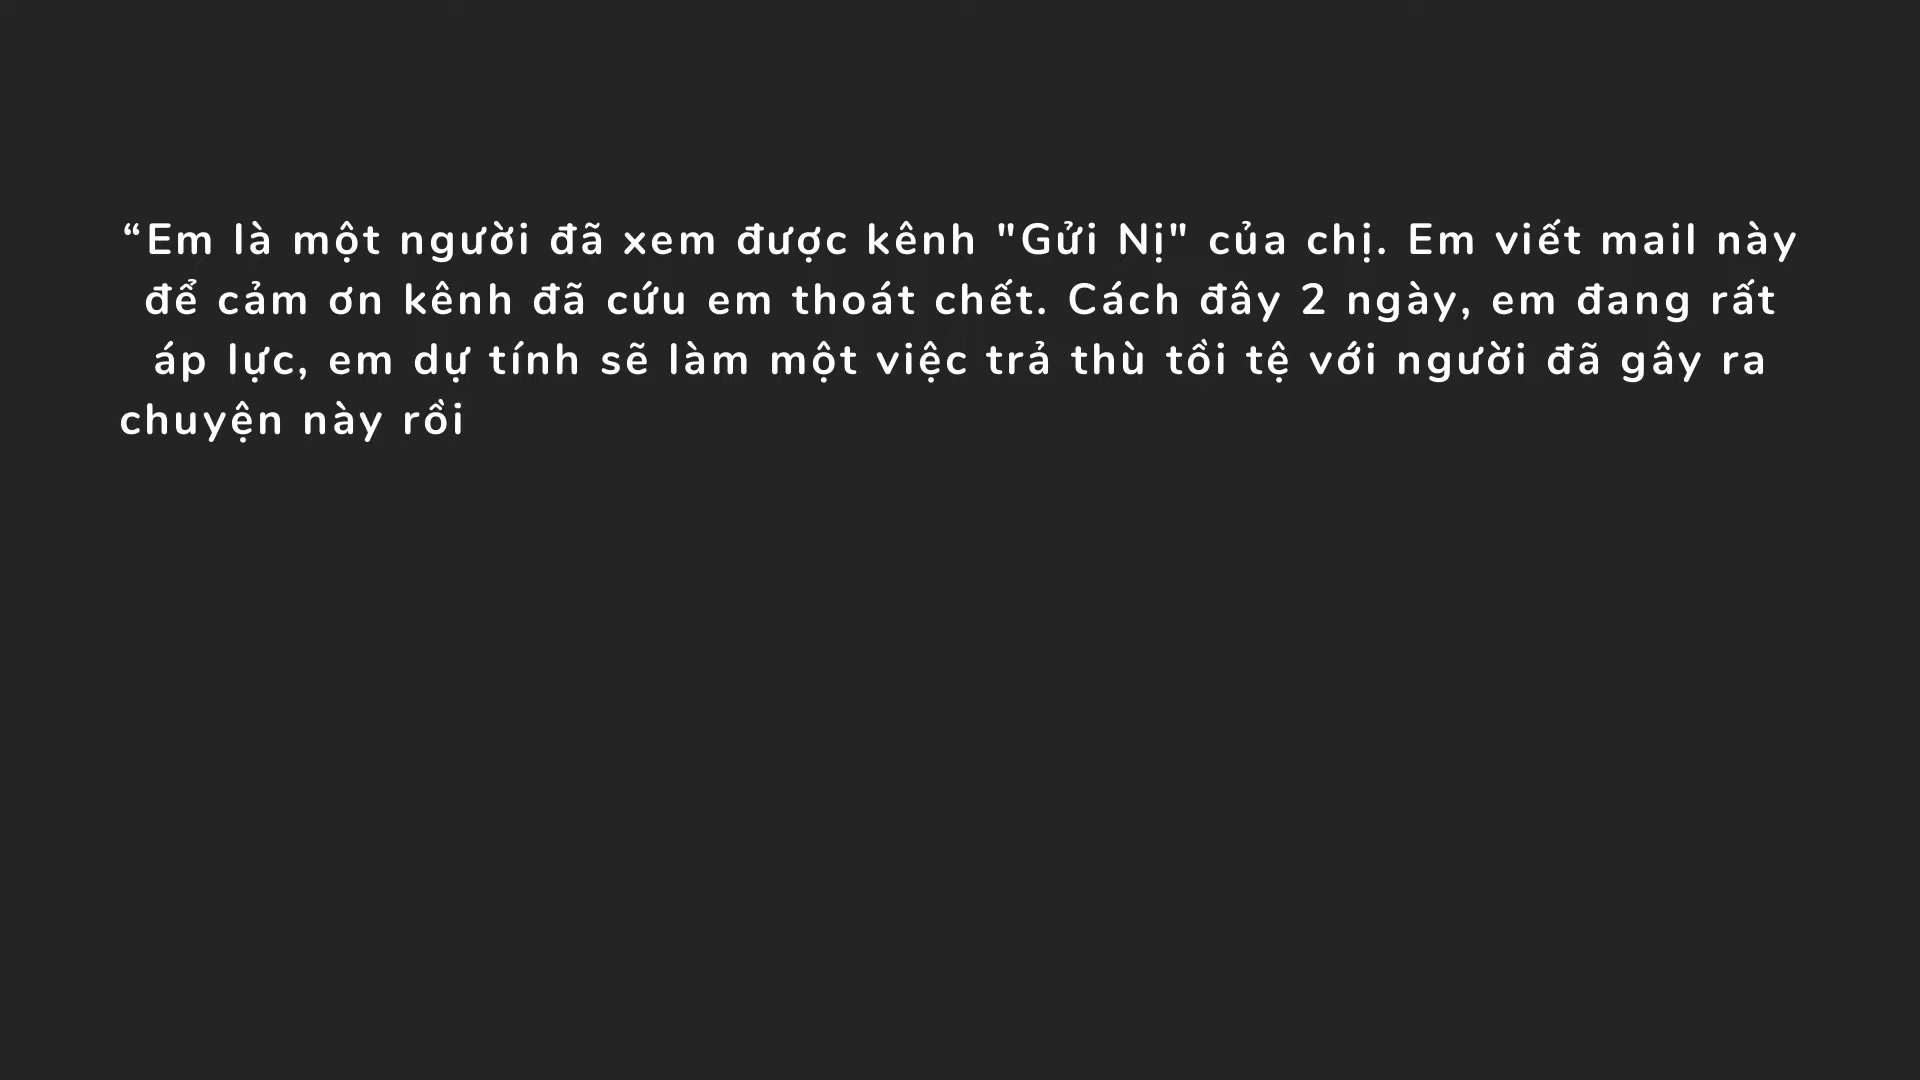 “Em là một người đã xem được kênh "Gửi Nị" của chị. Em viết mail này
để cảm ơn kênh đã cứu em thoát chết. Cách đây 2 ngày, em đang rất
áp lực, em dự tính sẽ làm một việc trả thù tồi tệ với người đã gây ra
chuyện này rồi